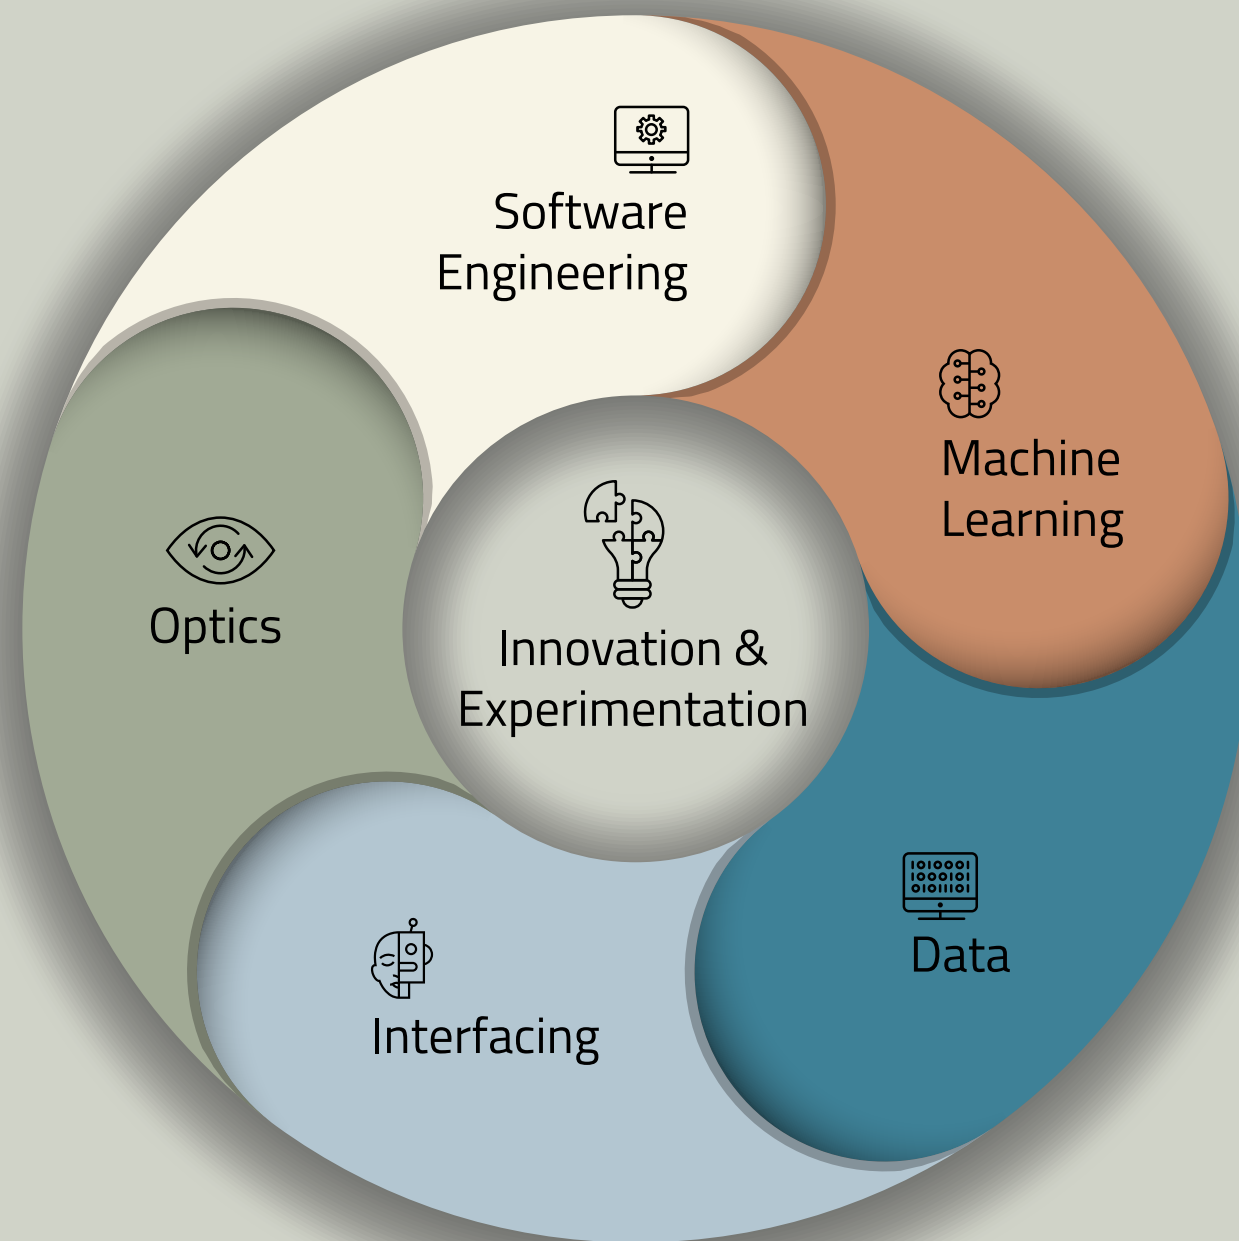 Software
Engineering
Machine
Learning
Optics
Innovation &
Experimentation
Data
Interfacing